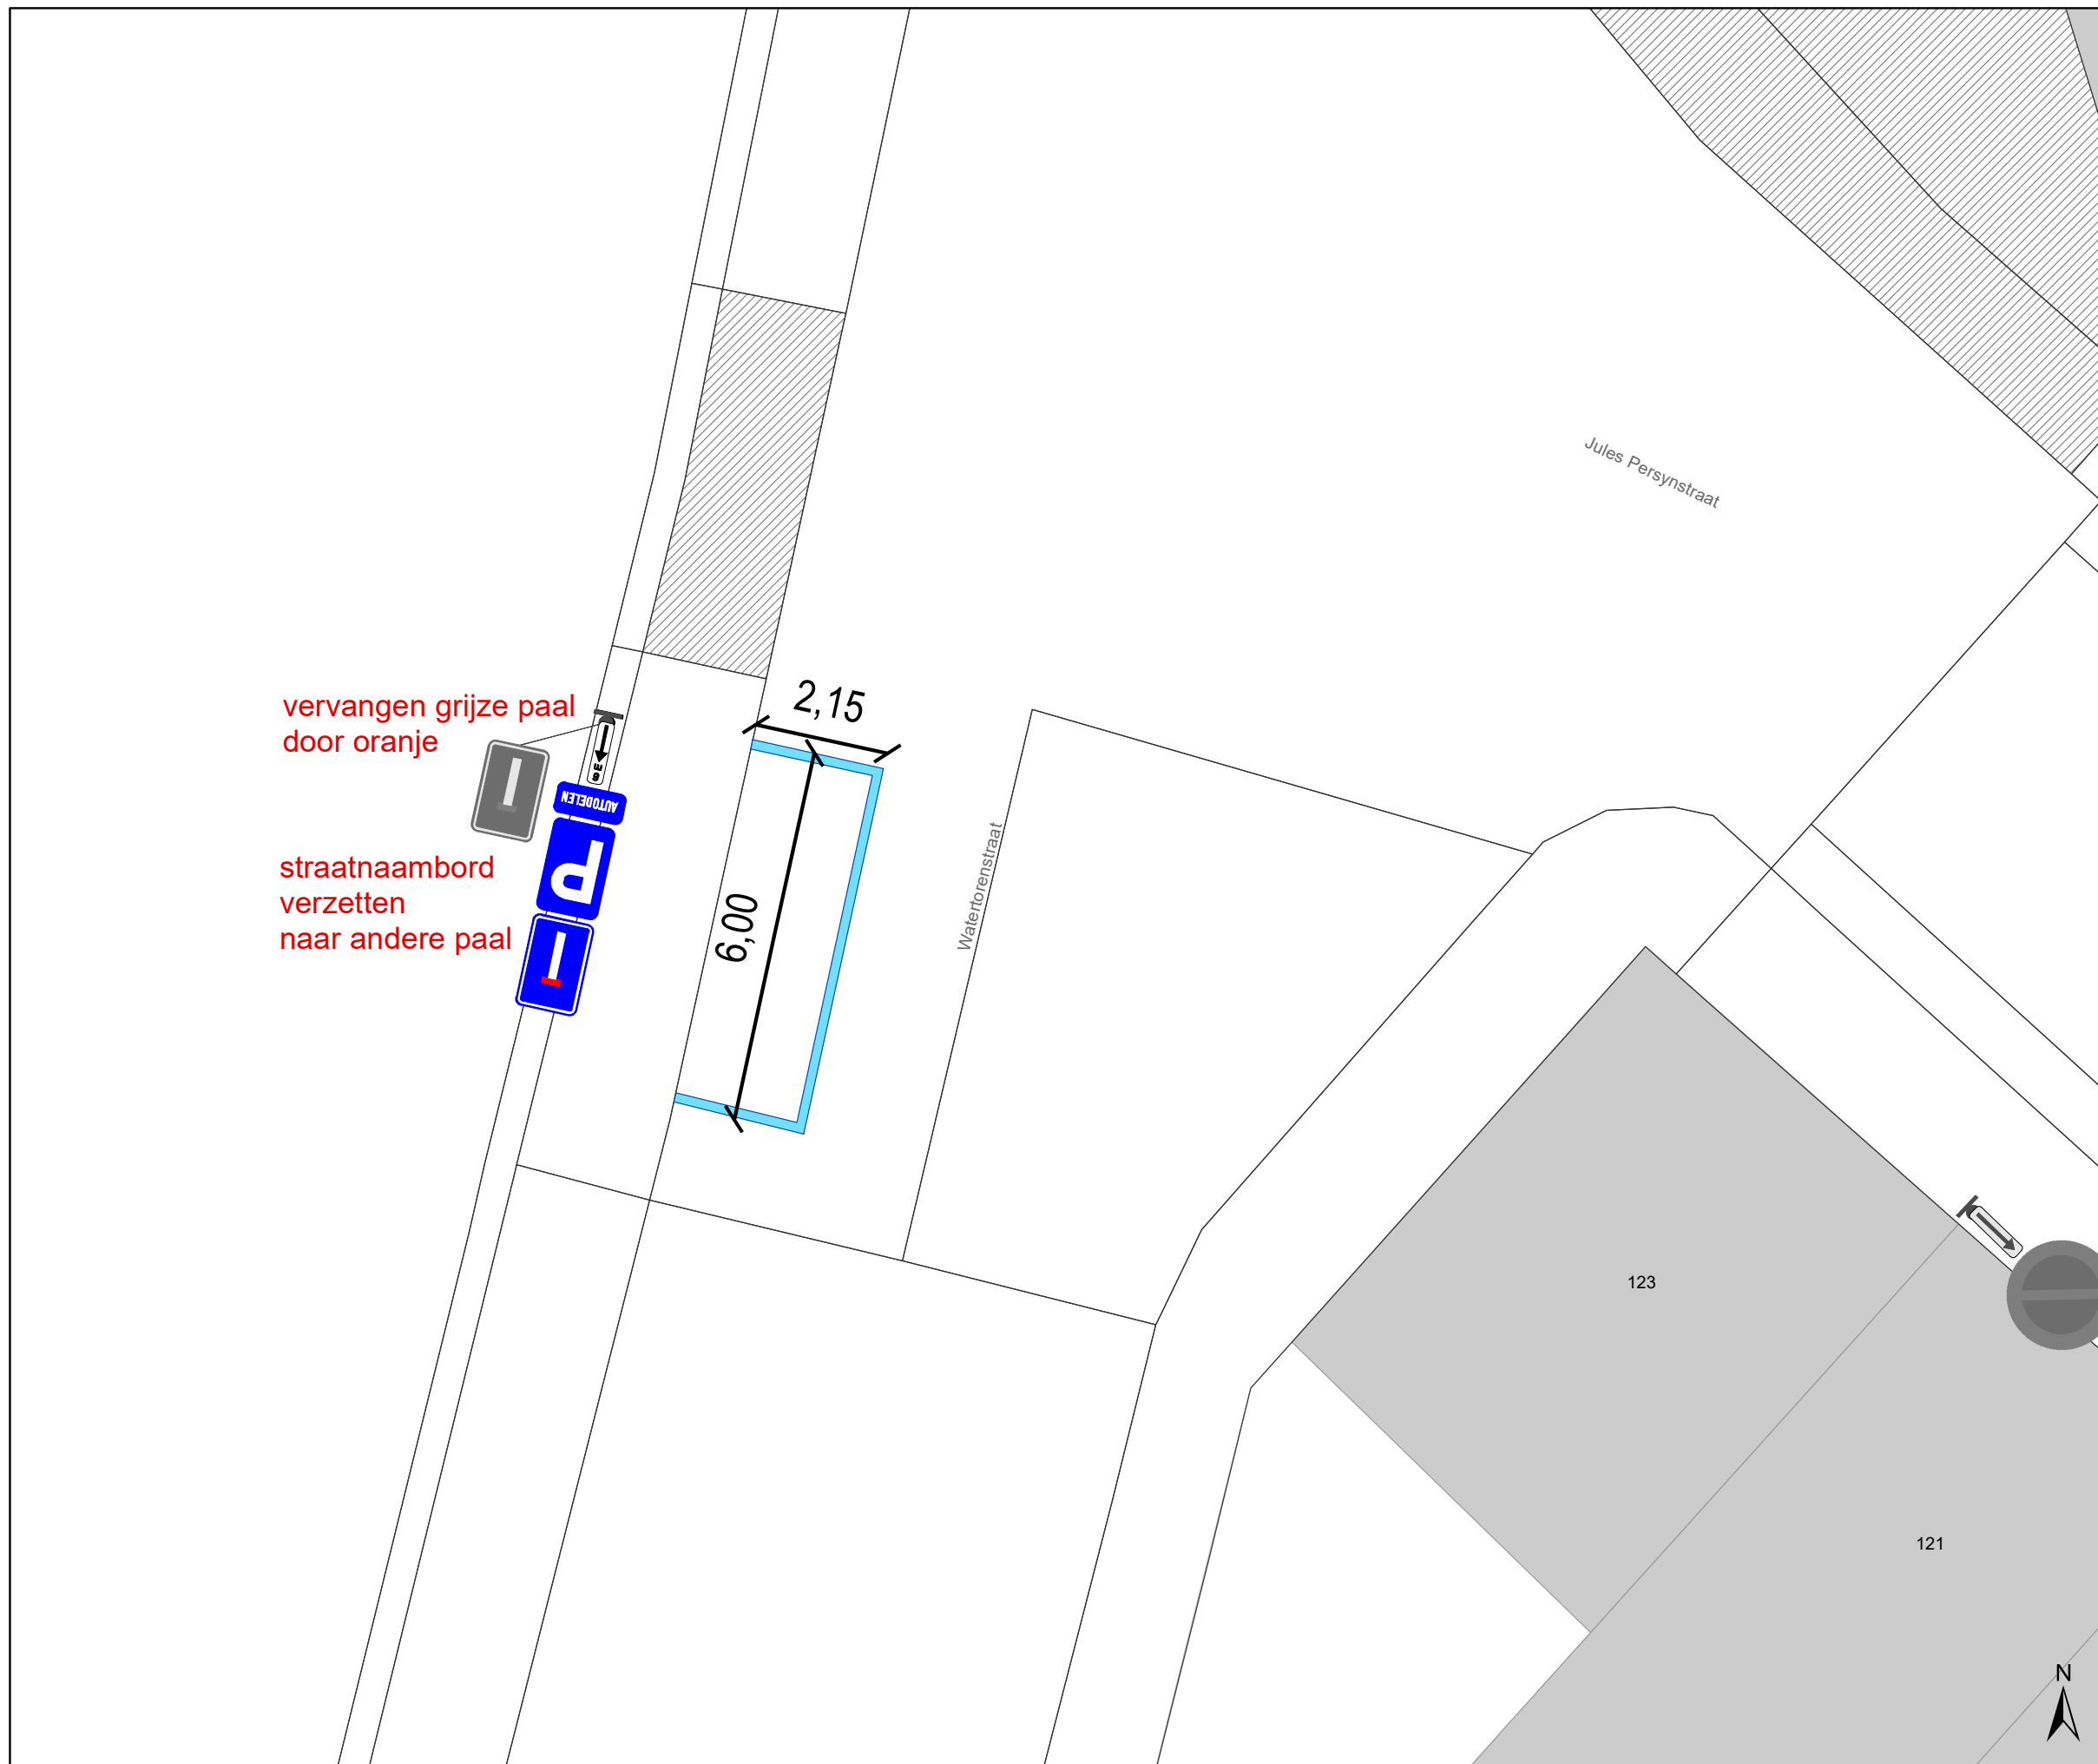 Jules Persynstraat
2,15
vervangen grijze paal
door oranje
6 m
AUTODELEN
P
straatnaambord
verzetten
naar andere paal
6,00
Watertorenstraat
123
121
N